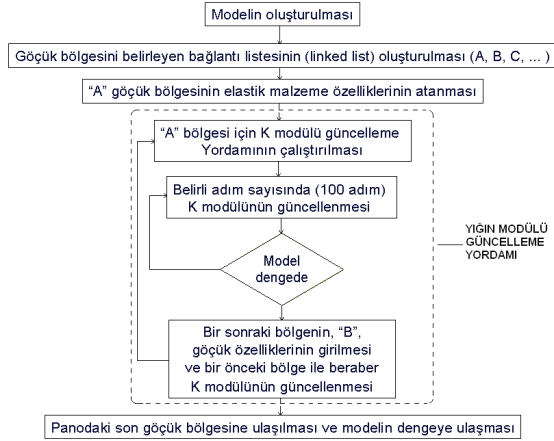 Modelin oluşturulması
Göçük bölgesini belirleyen bağlantı listesinin (linked list) oluşturulması (A, B, C, ... )
“A” göçük bölgesinin elastik malzeme özelliklerinin atanması
“A” bölgesi için K modülü güncelleme
Yordamının çalıştırılması
Belirli adım sayısında (100 adım)
K modülünün güncellenmesi
Model
dengede
YIĞIN MODÜLÜ
GÜNCELLEME
YORDAMI
Bir sonraki bölgenin, “B”,
göçük özelliklerinin girilmesi
ve bir önceki bölge ile beraber
K modülünün güncellenmesi
Panodaki son göçük bölgesine ulaşılması ve modelin dengeye ulaşması